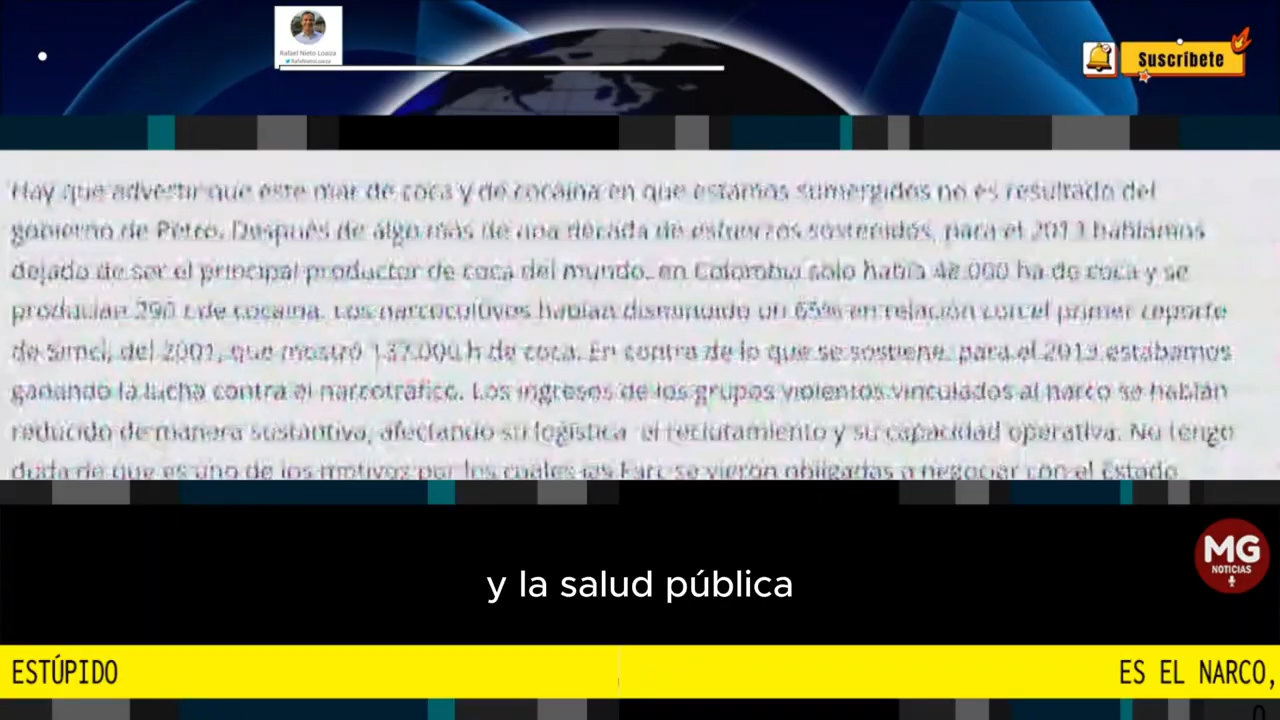 Rafael Nieto Loaiza
@RafaNietoLoaiza
Suscríbete
Hay que advertir que este mar de coca y de cocaína en que estamos sumergidos no es resultado del
gobierno de Petro. Después de algo más de una década de esfuerzos sostenidos, para el 2013 habíamos
dejado de ser el principal productor de coca del mundo. en Colombia solo había 48.000 ha de coca y se
producían 290 t de cocaína. Los narcocultivos habían disminuido un 65% en relación con el primer reporte
de Simci, del 2001, que mostró 137.000 h de coca. En contra de lo que se sostiene, para el 2013 estábamos
ganando la lucha contra el narcotráfico. Los ingresos de los grupos violentos vinculados al narco se habían
reducido de manera sustantiva, afectando su logística el reclutamiento y su capacidad operativa. No tengo
duda de que es uno de los motivos por los cuales las Farc se vieron obligadas a negociar con el Estado
MG
NOTICIAS
y la salud pública
ESTÚPIDO ES EL NARCO,